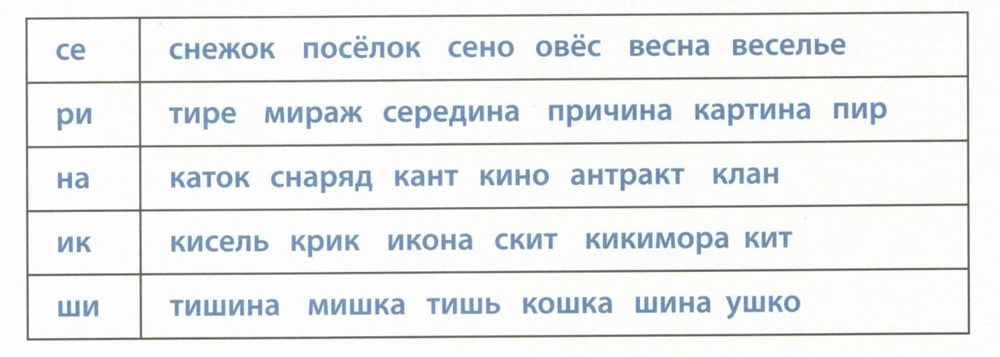 се снежок посёлок сено овёс весна веселье
ри тире мираж середина причина картина пир
на каток снаряд кант кино антракт клан
ик кисель крик икона скит кикимора кит
ши тишина мишка тишь кошка шина ушко